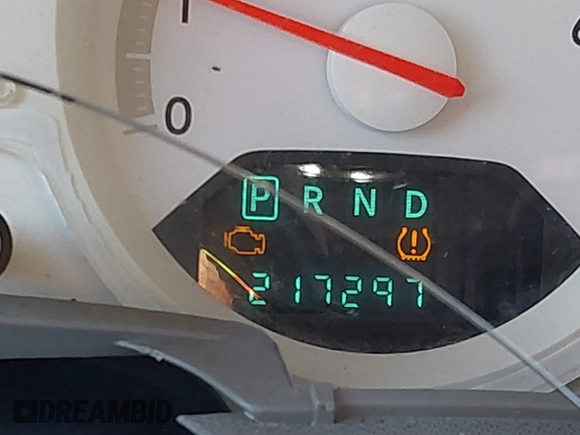 1
0
P R N D
217297
DREAMBID